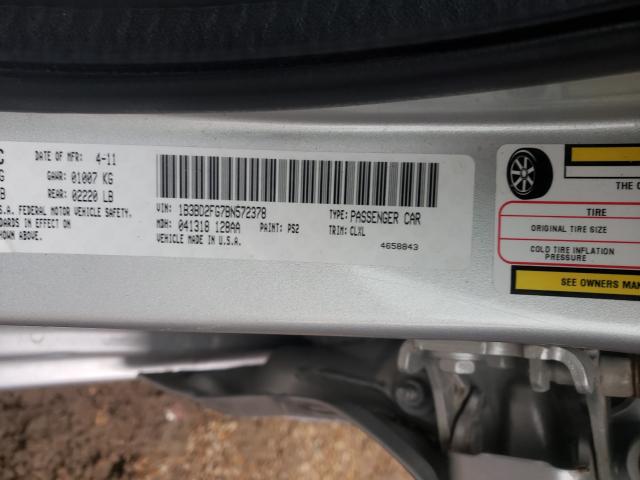 C DATE OF MFR: 4-11
G GAWR: 01007 KG
B REAR: 02220 LB
S.A. FEDERAL MOTOR VEHICLE SAFETY.
ARDS IN EFFECT ON
HOWN ABOVE.
VIN: 1B3BD2FG7BN572378
TYPE: PASSENGER CAR
MDH: 041318 128AA
PAINT: PS2
TRIM: CLXL
VEHICLE MADE IN U.S.A.
4658843
THE C
TIRE
ORIGINAL TIRE SIZE
COLD TIRE INFLATION
PRESSURE
SEE OWNERS MAN